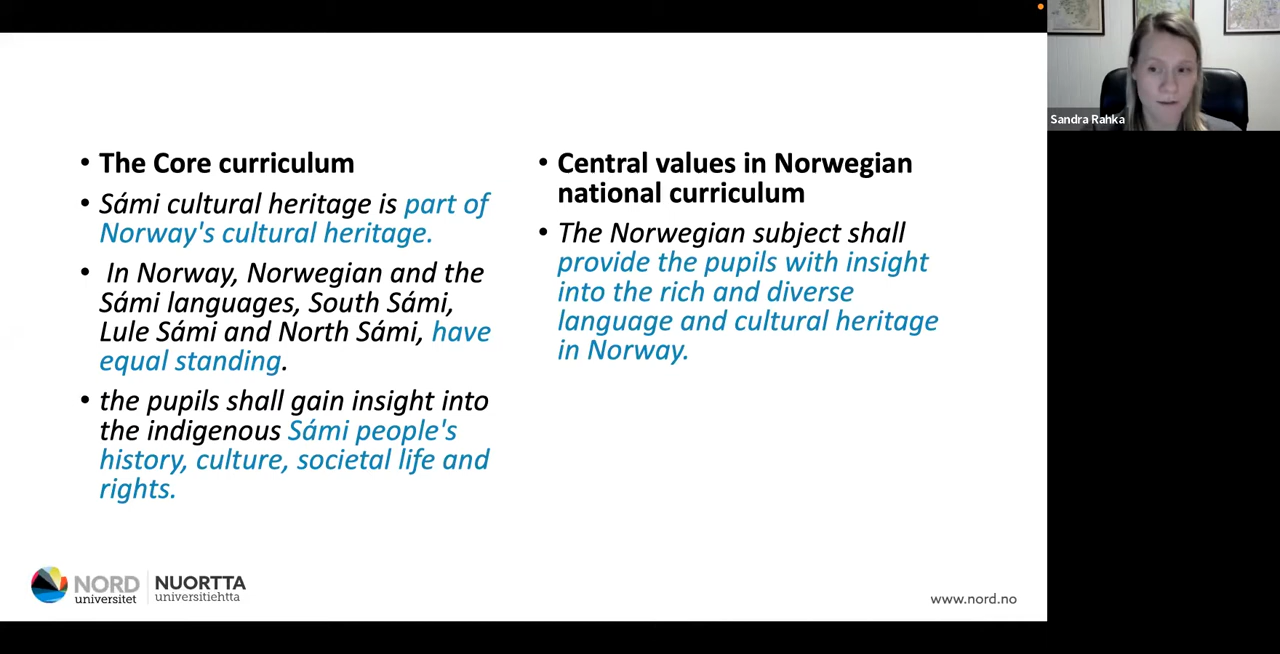 • The Core curriculum
• Sámi cultural heritage is part of
Norway's cultural heritage.
• In Norway, Norwegian and the
Sámi languages, South Sámi,
Lule Sámi and North Sámi, have
equal standing.
• the pupils shall gain insight into
the indigenous Sámi people's
history, culture, societal life and
rights.
• Central values in Norwegian
national curriculum
• The Norwegian subject shall
provide the pupils with insight
into the rich and diverse
language and cultural heritage
in Norway.
NORD
universitet
NUORTTA
universitiehtta
www.nord.no
Sandra Rahka